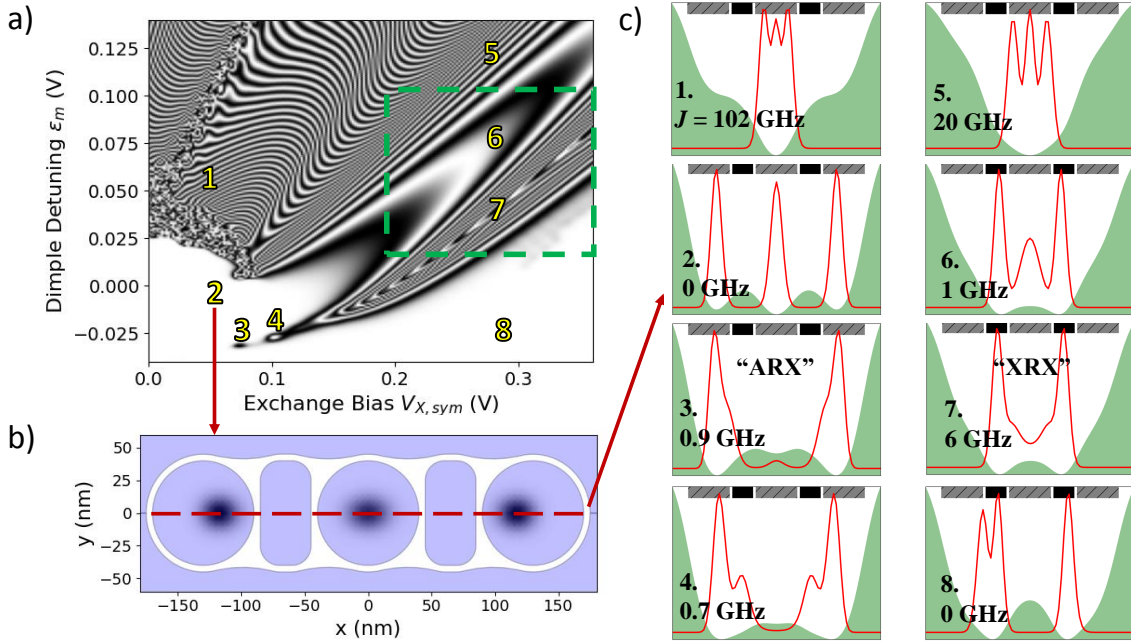 a)
Dimple Detuning εm (V)
0.125
0.100
0.075
0.050
0.025
0.000
−0.025
0.0
0.1
0.2
0.3
Exchange Bias VX,sym (V)
1
2
3
4
5
6
7
8
b)
y (nm)
50
25
0
−25
−50
−150
−100
−50
0
50
100
150
x (nm)
c)
1.
J = 102 GHz
2.
0 GHz
"ARX"
3.
0.9 GHz
4.
0.7 GHz
5.
20 GHz
6.
1 GHz
"XRX"
7.
6 GHz
8.
0 GHz